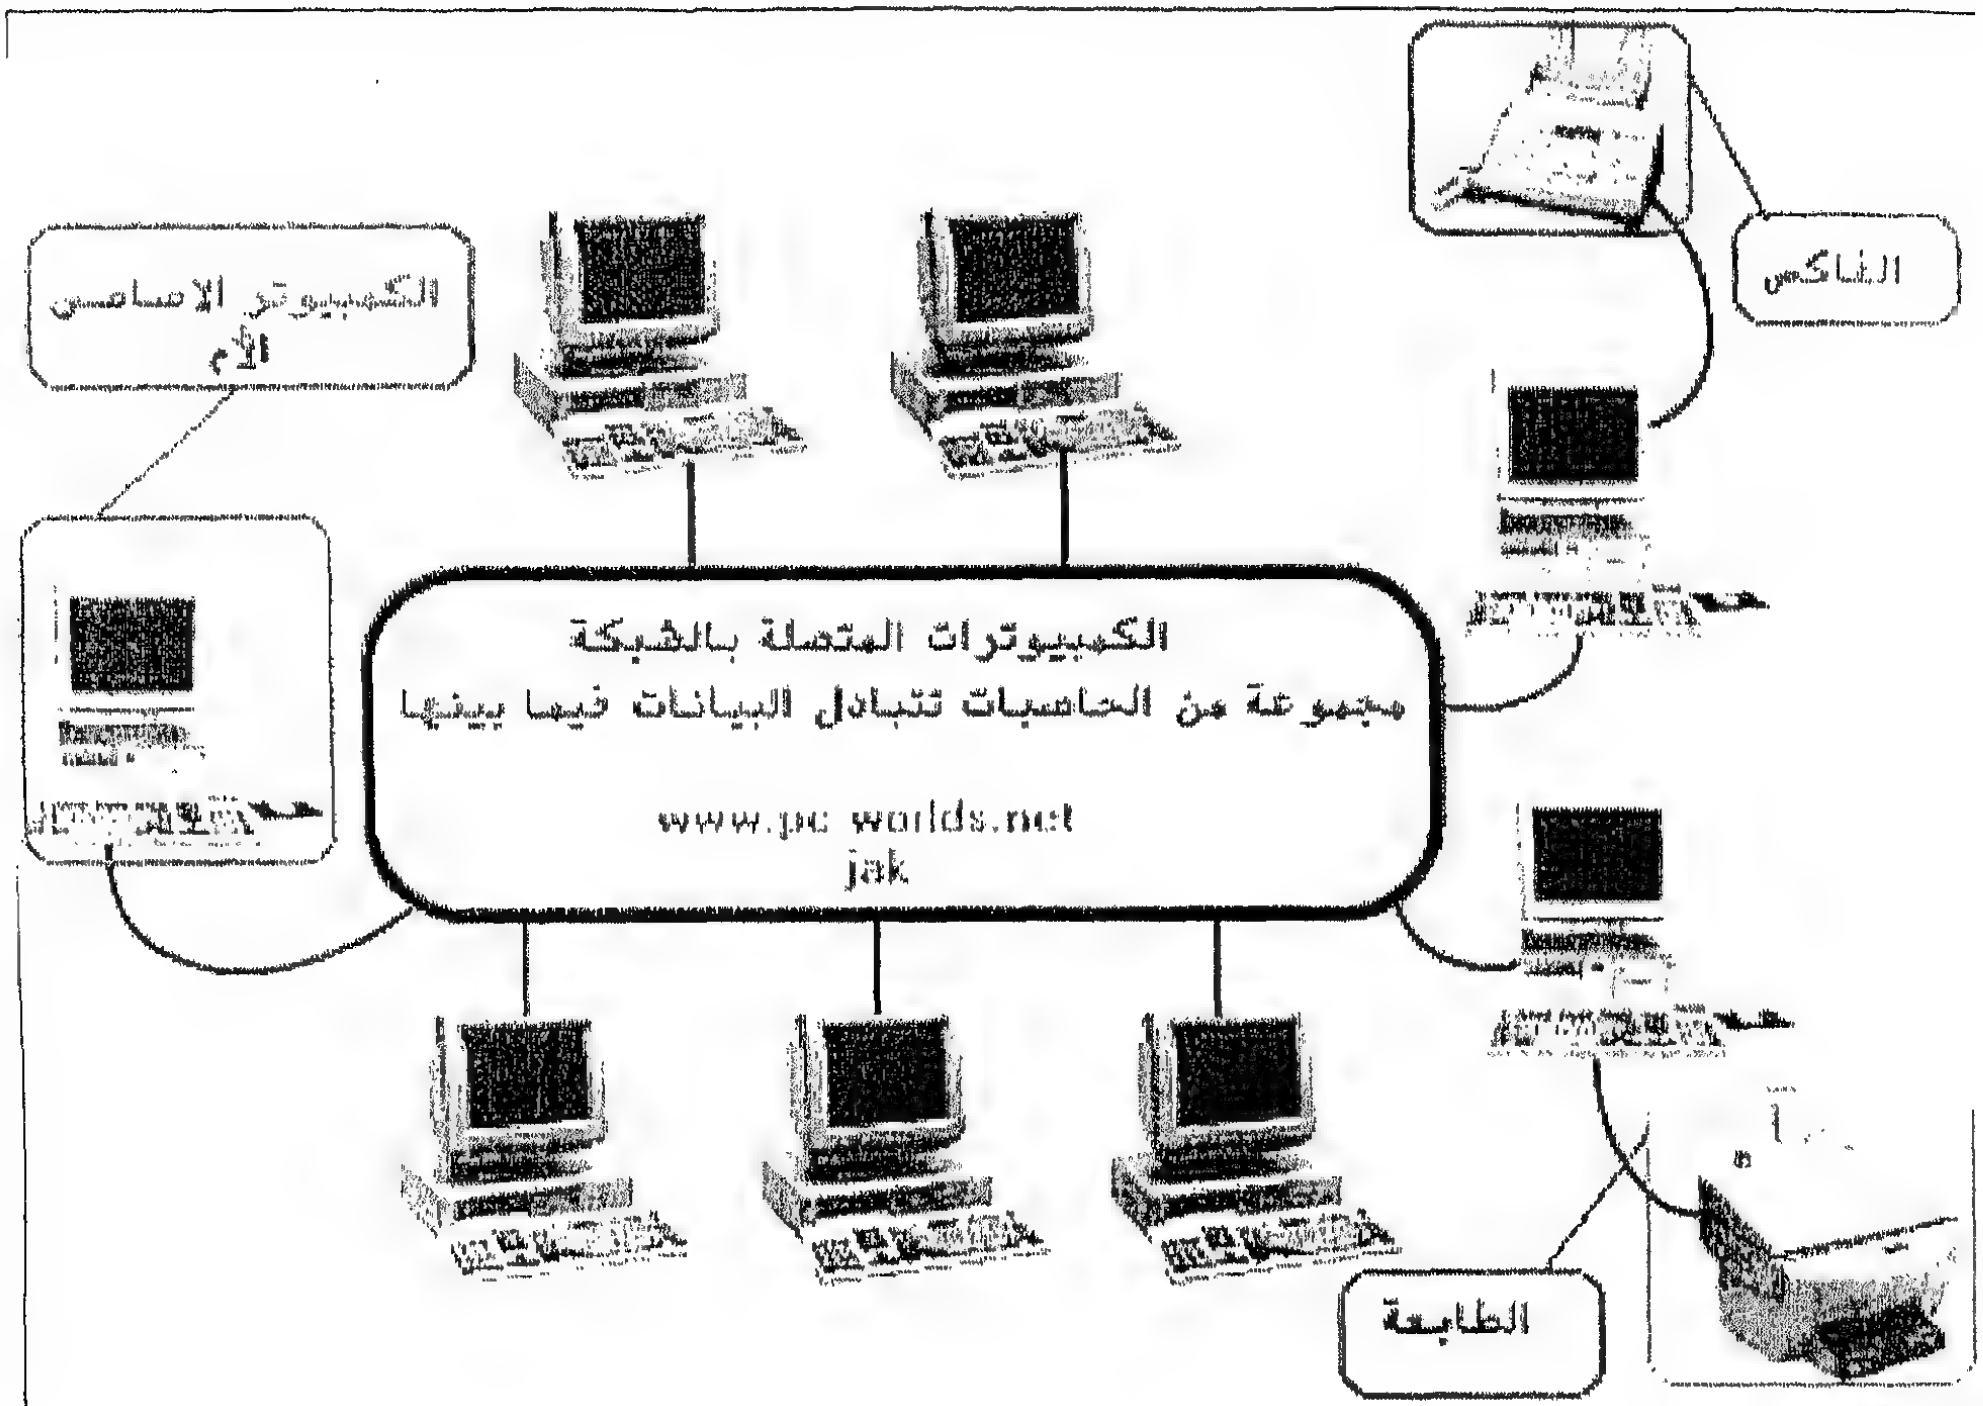 الفاكس
الكمبيوتر الاساسى
الأم
الكمبيوترات المتصلة بالشبكة
مجموعة من الحاسبات تتبادل البيانات فيما بينها
www.pc-worlds.net
jak
الطابعة